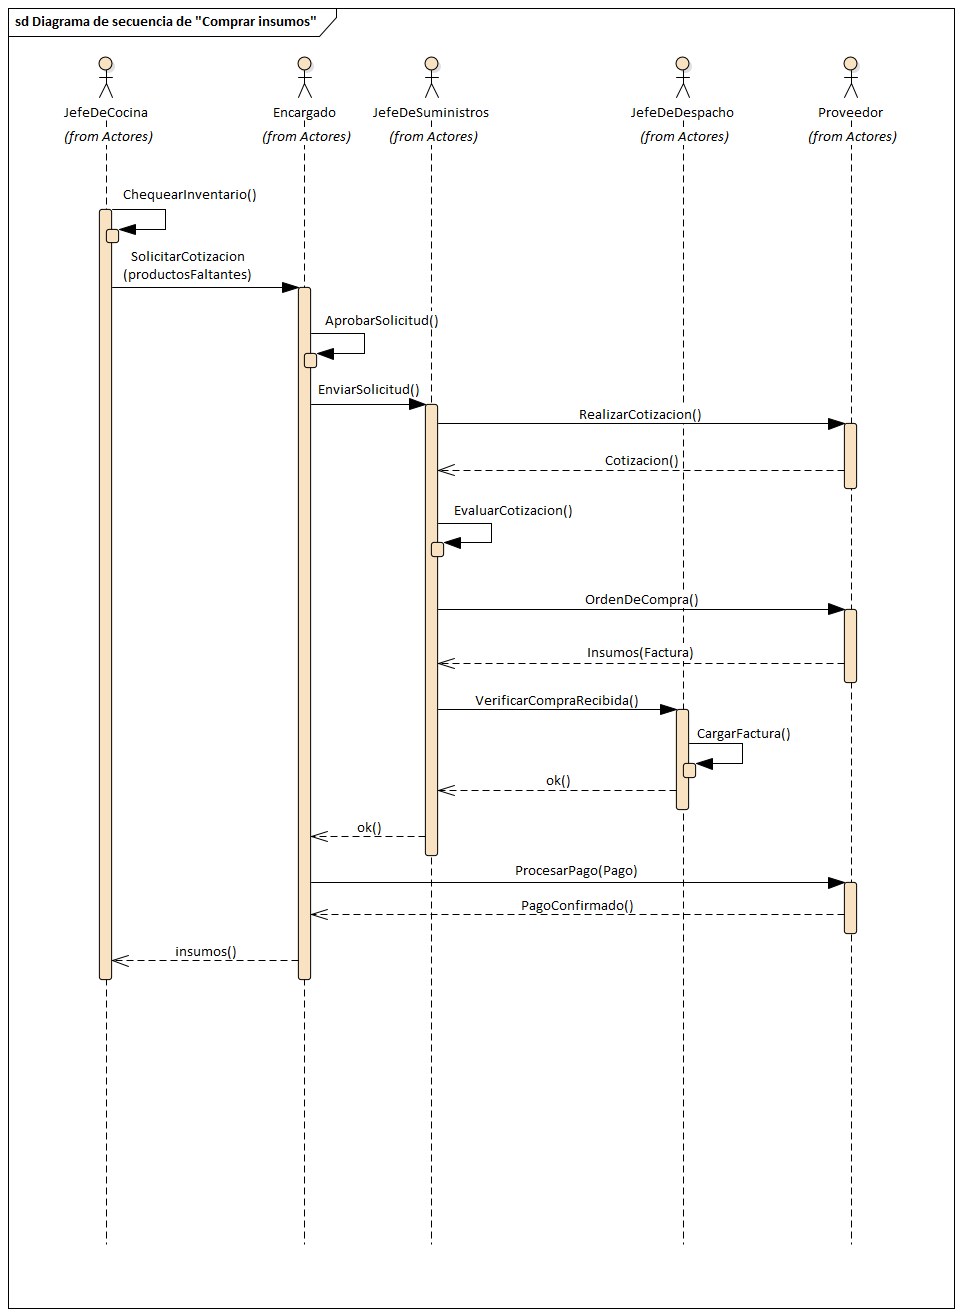 sd Diagrama de secuencia de "Comprar insumos"
JefeDeCocina
(from Actores)
Encargado
(from Actores)
JefeDeSuministros
(from Actores)
JefeDeDespacho
(from Actores)
Proveedor
(from Actores)
ChequearInventario()
SolicitarCotizacion
(productosFaltantes)
AprobarSolicitud()
EnviarSolicitud()
RealizarCotizacion()
Cotizacion()
EvaluarCotizacion()
OrdenDeCompra()
Insumos(Factura)
VerificarCompraRecibida()
CargarFactura()
ok()
ok()
ProcesarPago(Pago)
PagoConfirmado()
insumos()